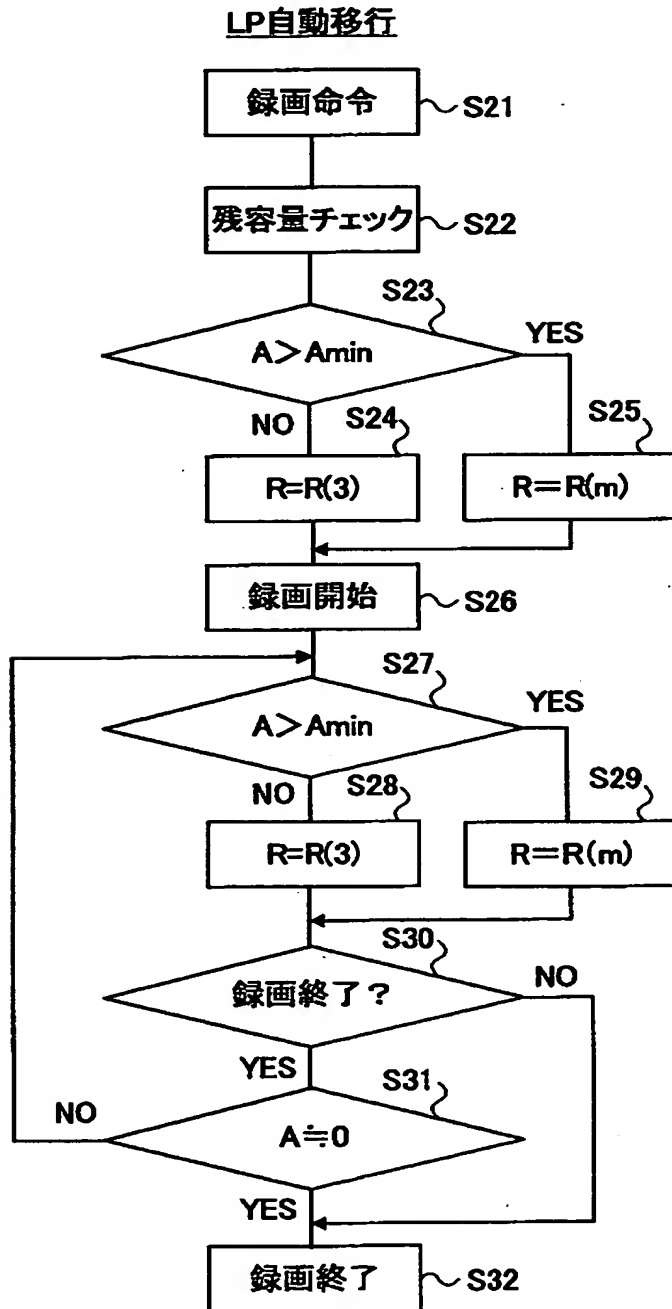 LP自動移行
録画命令
S21
残容量チェック
S22
S23
A＞Amin
YES
NO
S24
S25
R=R(3)
R＝R(m)
録画開始
S26
S27
A＞Amin
YES
NO
S28
S29
R=R(3)
R＝R(m)
S30
録画終了？
NO
YES
S31
NO
A≒0
YES
録画終了
S32